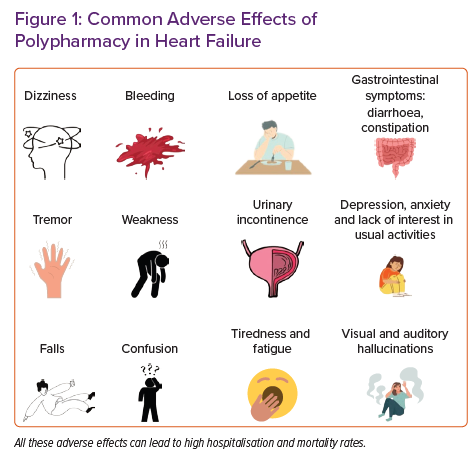 Figure 1: Common Adverse Effects of
Polypharmacy in Heart Failure
Dizziness
Bleeding
Loss of appetite
Gastrointestinal
symptoms:
diarrhoea,
constipation
Tremor
Weakness
Urinary
incontinence
Depression, anxiety
and lack of interest in
usual activities
Falls
Confusion
???
Tiredness and
fatigue
Visual and auditory
hallucinations
All these adverse effects can lead to high hospitalisation and mortality rates.